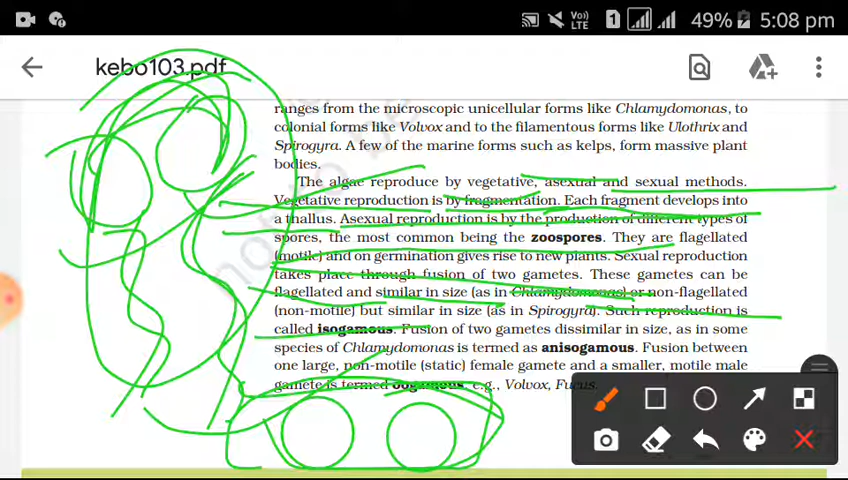 49% 5:08 pm
kebo103.pdf
ranges from the microscopic unicellular forms like Chlamydomonas, to
colonial forms like Volvox and to the filamentous forms like Ulothrix and
Spirogyra. A few of the marine forms such as kelps, form massive plant
bodies.
The algae reproduce by vegetative, asexual and sexual methods.
Vegetative reproduction is by fragmentation. Each fragment develops into
a thallus. Asexual reproduction is by the production of different types of
spores, the most common being the zoospores. They are flagellated
(motile) and on germination gives rise to new plants. Sexual reproduction
takes place through fusion of two gametes. These gametes can be
flagellated and similar in size (as in Chlamydomonas) or non-flagellated
(non-motile) but similar in size (as in Spirogyra). Such reproduction is
called isogamous. Fusion of two gametes dissimilar in size, as in some
species of Chlamydomonas is termed as anisogamous. Fusion between
one large, non-motile (static) female gamete and a smaller, motile male
gamete is termed oogamous, e.g., Volvox, Fucus.